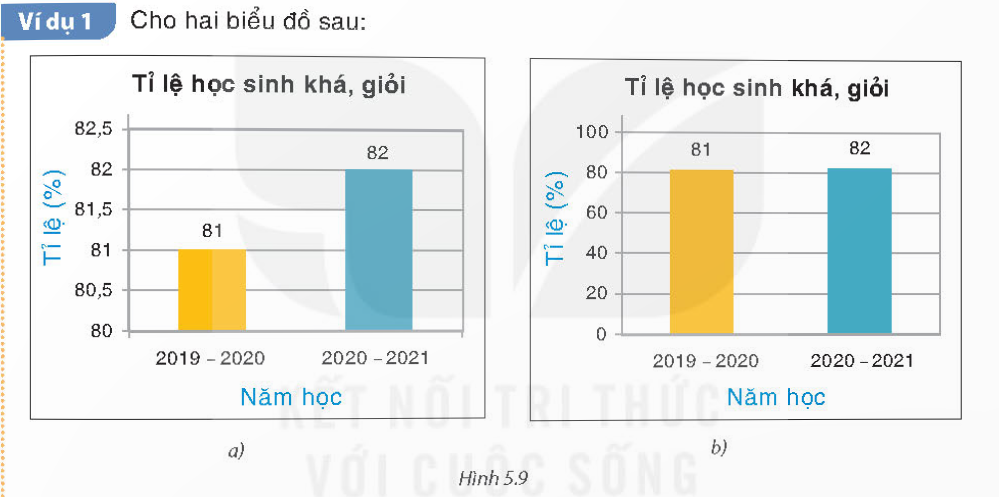 Ví dụ 1 Cho hai biểu đồ sau:
Tỉ lệ học sinh khá, giỏi
Tỉ lệ (%)
82,5
82
81,5
81
80,5
80
81
82
2019 – 2020
2020 – 2021
Năm học
a)
Tỉ lệ học sinh khá, giỏi
Tỉ lệ (%)
100
80
60
40
20
0
81
82
2019 – 2020
2020 – 2021
Năm học
b)
Hình 5.9
KẾT NỐI TRI THỨC
VỚI CUỘC SỐNG